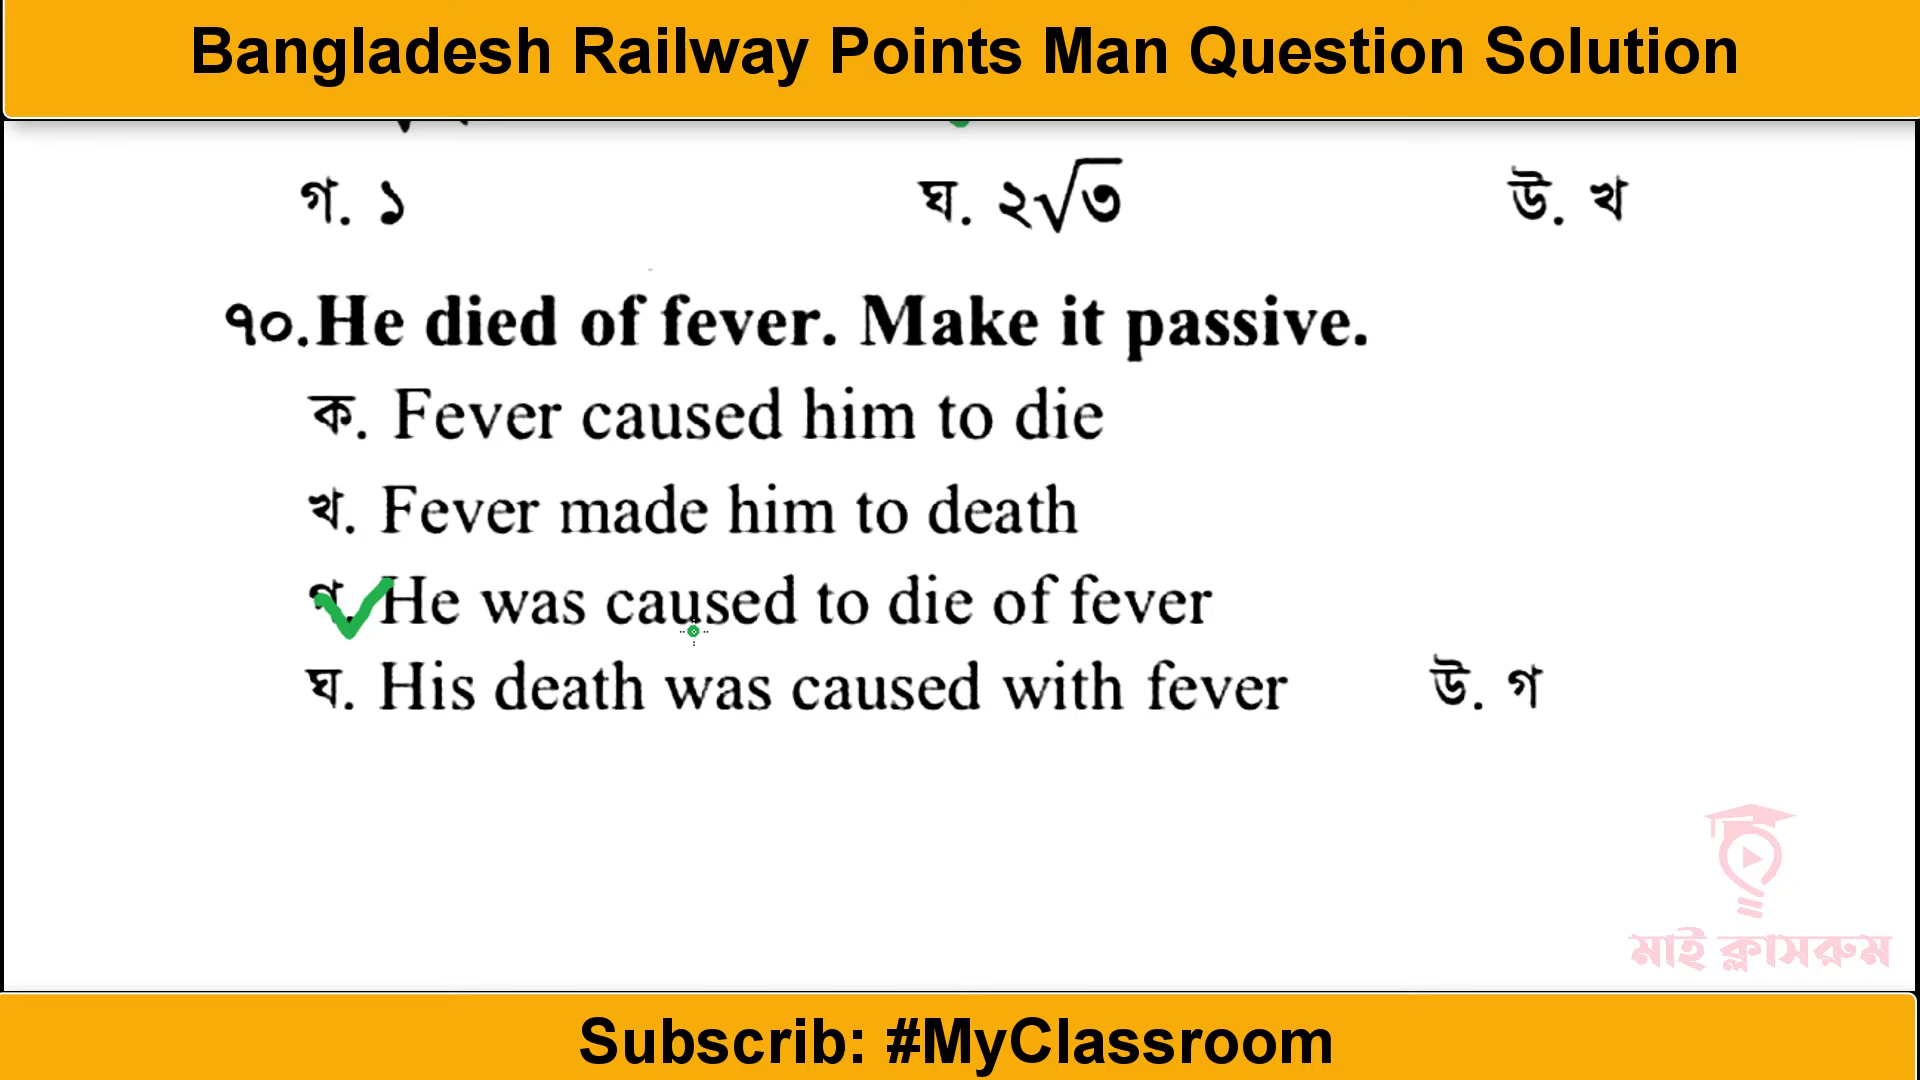 Bangladesh Railway Points Man Question Solution
গ. ১ ঘ. ২√৩ উ. খ
৭০.He died of fever. Make it passive.
ক. Fever caused him to die
খ. Fever made him to death
গ. He was caused to die of fever
ঘ. His death was caused with fever উ. গ
মাই ক্লাসরুম
Subscrib: #MyClassroom